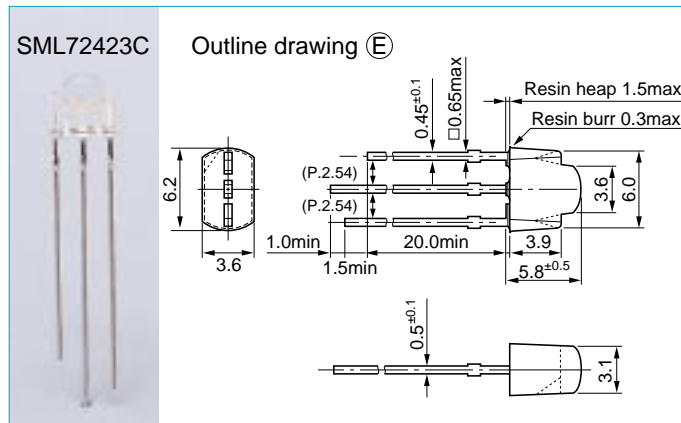 SML72423C
Outline drawing Ⓔ
Resin heap 1.5max
Resin burr 0.3max
0.45±0.1
□0.65max
(P.2.54)
(P.2.54)
6.2
3.6
3.6
6.0
1.0min
20.0min
3.9
1.5min
5.8±0.5
0.5±0.1
3.1